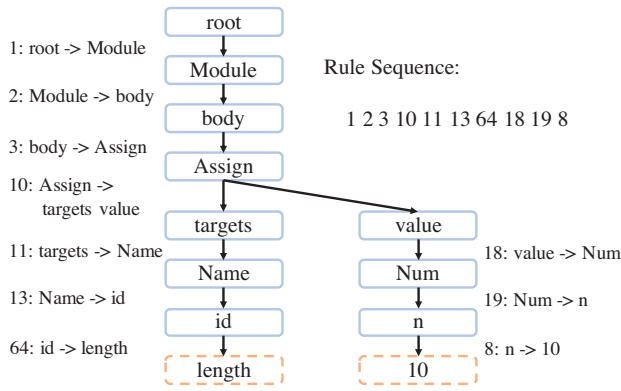 root
1: root -> Module
Module
Rule Sequence:
2: Module -> body
body
1 2 3 10 11 13 64 18 19 8
3: body -> Assign
Assign
10: Assign ->
targets value
targets
value
11: targets -> Name
18: value -> Num
Name
Num
13: Name -> id
19: Num -> n
id
n
64: id -> length
8: n -> 10
length
10